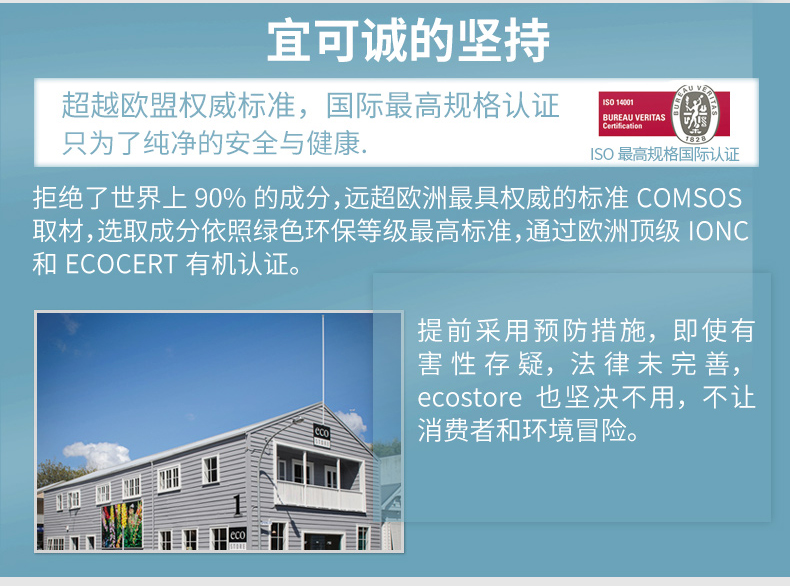 宜可诚的坚持
超越欧盟权威标准，国际最高规格认证
只为了纯净的安全与健康.
ISO 14001
BUREAU VERITAS
Certification
BUREAU VERITAS
1828
ISO 最高规格国际认证
拒绝了世界上 90% 的成分,远超欧洲最具权威的标准 COMSOS
取材,选取成分依照绿色环保等级最高标准,通过欧洲顶级 IONC
和 ECOCERT 有机认证。
提前采用预防措施，即使有
害性存疑，法律未完善，
ecostore 也坚决不用，不让
消费者和环境冒险。
eco
STORE
1
eco
STORE